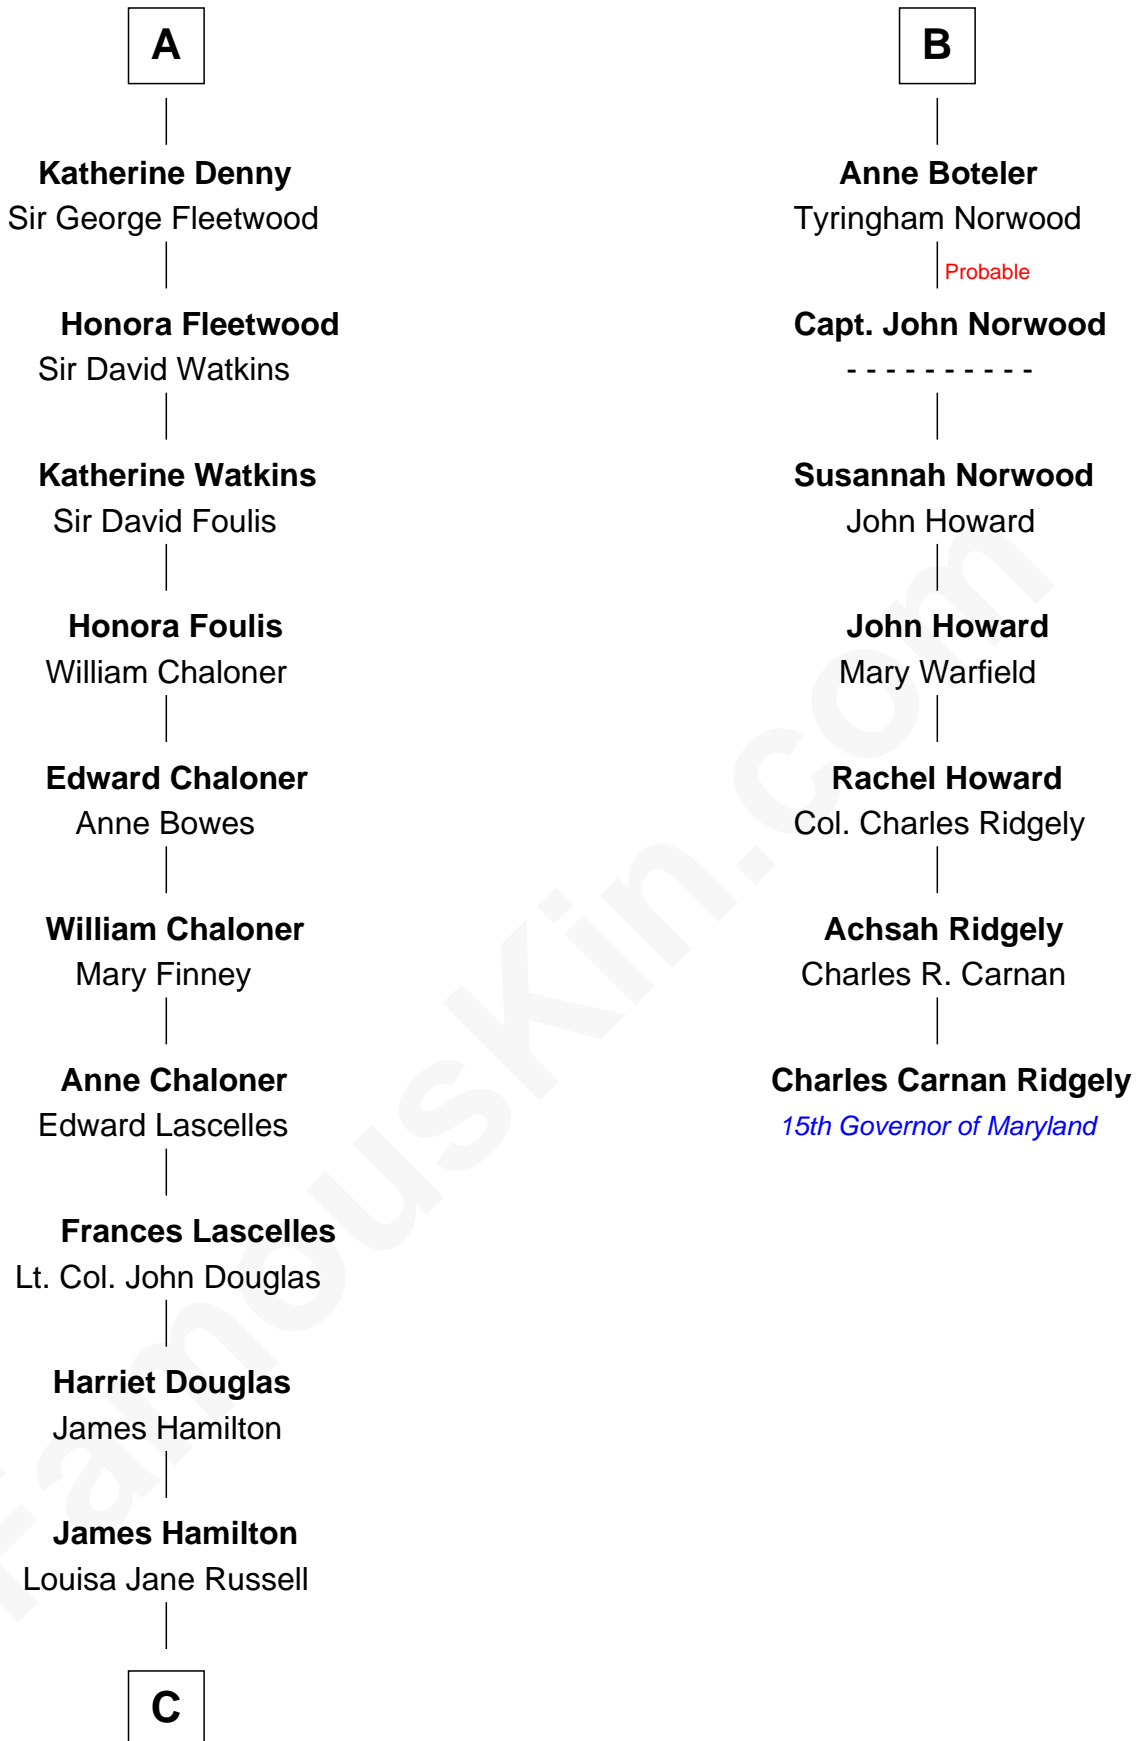 A
Katherine Denny
Sir George Fleetwood
Honora Fleetwood
Sir David Watkins
Katherine Watkins
Sir David Foulis
Honora Foulis
William Chaloner
Edward Chaloner
Anne Bowes
William Chaloner
Mary Finney
Anne Chaloner
Edward Lascelles
Frances Lascelles
Lt. Col. John Douglas
Harriet Douglas
James Hamilton
James Hamilton
Louisa Jane Russell
C
B
Anne Boteler
Tyringham Norwood
Probable
Capt. John Norwood
- - - - - - - - - -
Susannah Norwood
John Howard
John Howard
Mary Warfield
Rachel Howard
Col. Charles Ridgely
Achsah Ridgely
Charles R. Carnan
Charles Carnan Ridgely
15th Governor of Maryland
FamousKin.com